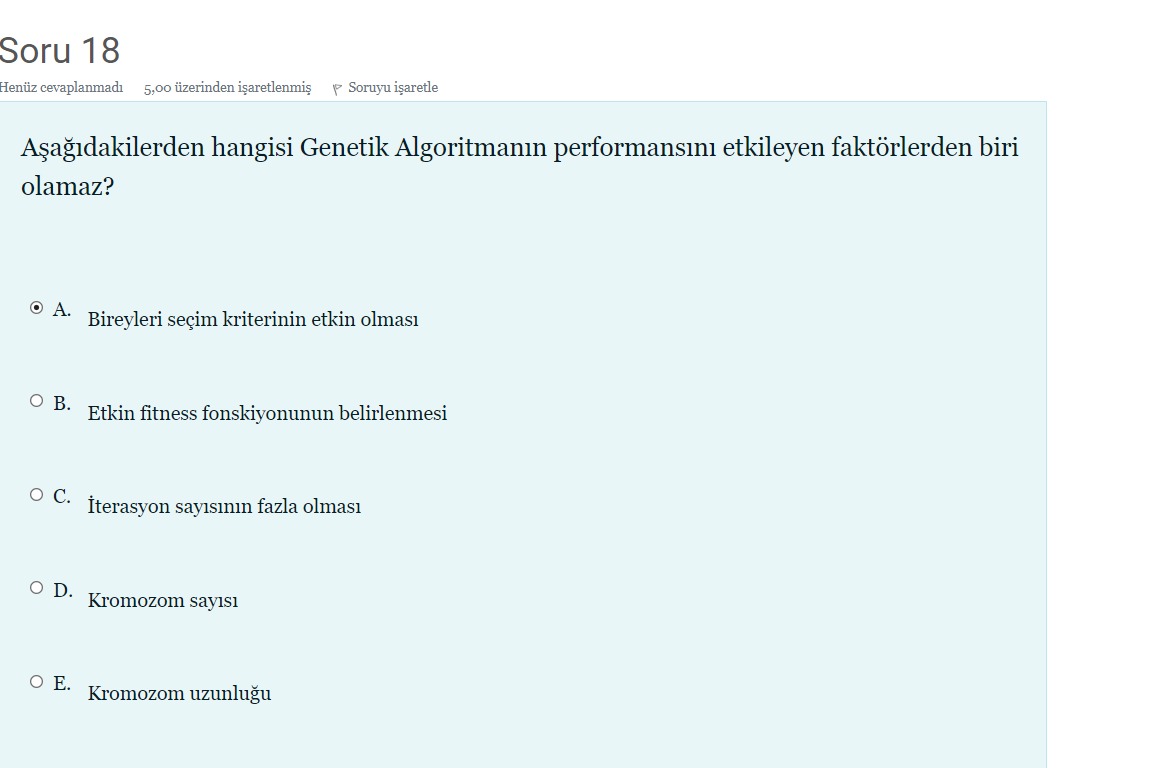 Soru 18
Henüz cevaplanmadı 5,00 üzerinden işaretlenmiş Soruyu işaretle
Aşağıdakilerden hangisi Genetik Algoritmanın performansını etkileyen faktörlerden biri
olamaz?
A. Bireyleri seçim kriterinin etkin olması
B. Etkin fitness fonskiyonunun belirlenmesi
C. İterasyon sayısının fazla olması
D. Kromozom sayısı
E. Kromozom uzunluğu